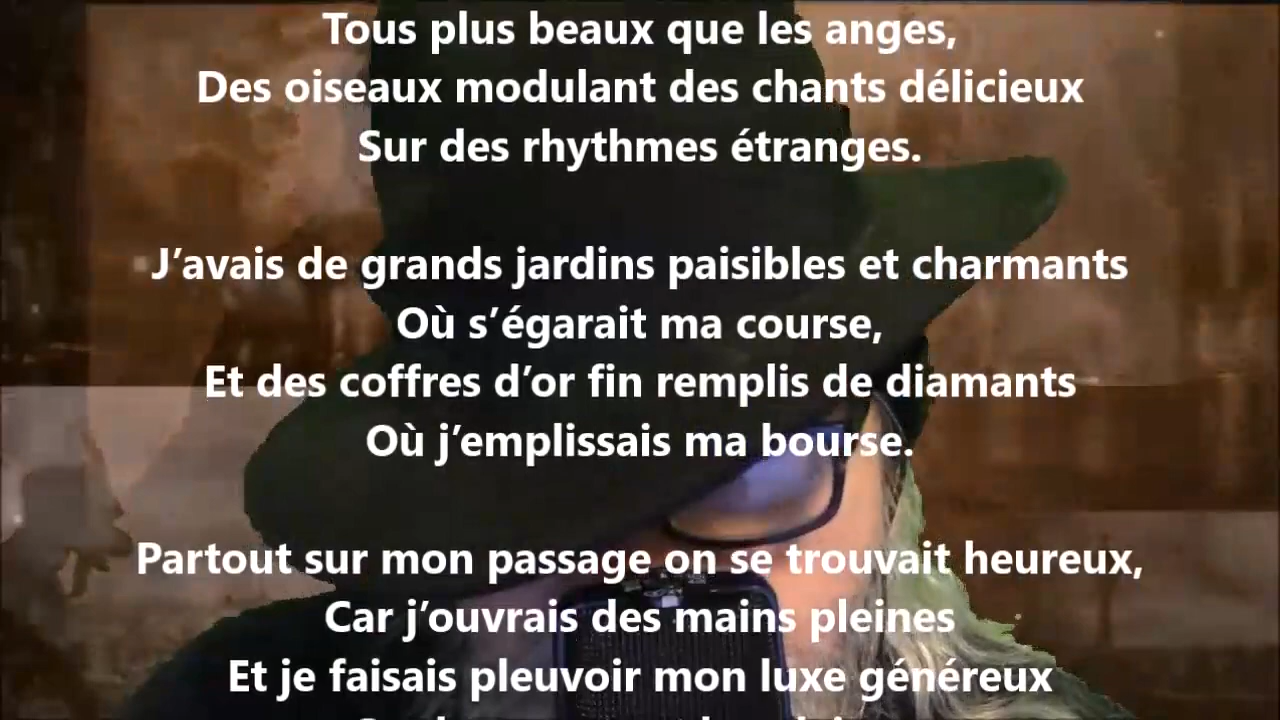 Tous plus beaux que les anges,
Des oiseaux modulant des chants délicieux
Sur des rhythmes étranges.
J’avais de grands jardins paisibles et charmants
Où s’égarait ma course,
Et des coffres d’or fin remplis de diamants
Où j’emplissais ma bourse.
Partout sur mon passage on se trouvait heureux,
Car j’ouvrais des mains pleines
Et je faisais pleuvoir mon luxe généreux